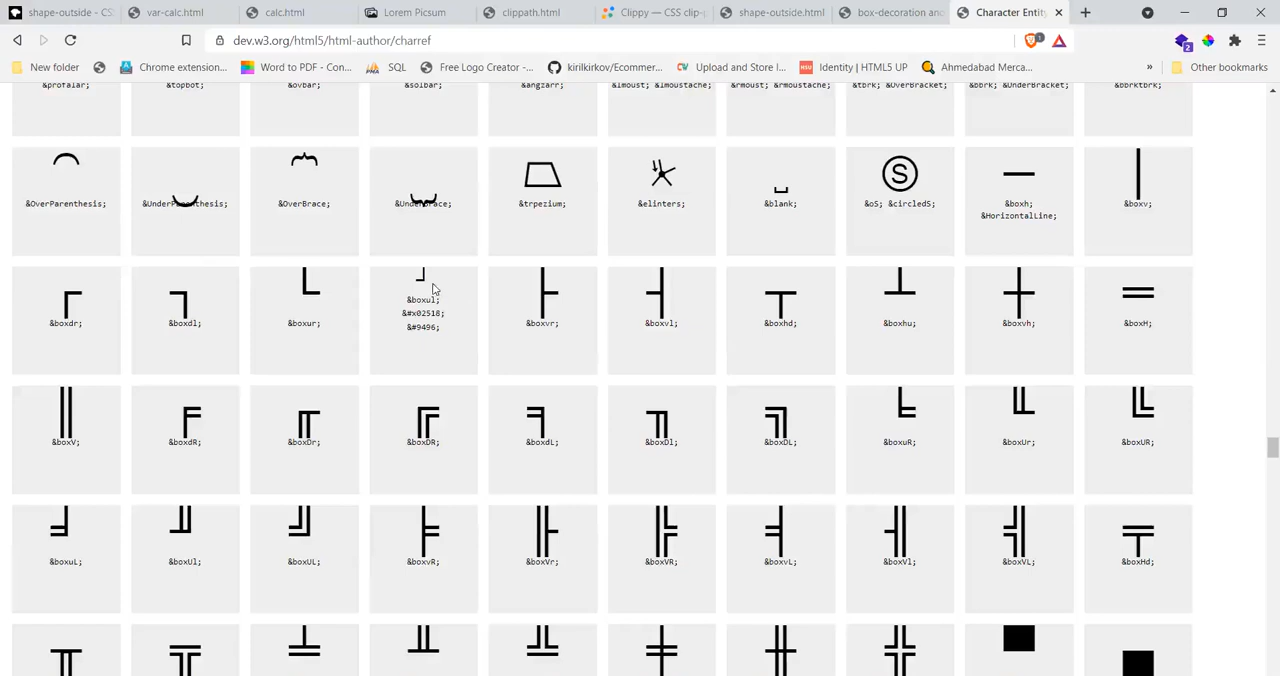 shape-outside - CS:
var-calc.html
calc.html
Lorem Picsum
clippath.html
Clippy — CSS clip-p
shape-outside.html
box-decoration and
Character Entity
dev.w3.org/html5/html-author/charref
1
2
New folder
Chrome extension...
Word to PDF - Con...
SQL
Free Logo Creator -...
kirilkirkov/Ecommer...
Upload and Store I...
Identity | HTML5 UP
Ahmedabad Merca...
»
Other bookmarks
&profalar;
&topbot;
&ovbar;
&solbar;
&angzarr;
&lmoust; &lmoustache;
&rmoust; &rmoustache;
&tbrk; &OverBracket;
&bbrk; &UnderBracket;
&bbrktbrk;
&OverParenthesis;
&UnderParenthesis;
&OverBrace;
&UnderBrace;
&trpezium;
&elinters;
&blank;
Ⓢ
&oS; &circledS;
&boxh;
&HorizontalLine;
&boxv;
&boxdr;
&boxdl;
&boxur;
&boxul;
&#x02518;
&#9496;
&boxvr;
&boxvl;
&boxhd;
&boxhu;
&boxvh;
&boxH;
&boxV;
&boxdR;
&boxDr;
&boxDR;
&boxdL;
&boxDl;
&boxDL;
&boxuR;
&boxUr;
&boxUR;
&boxuL;
&boxUl;
&boxUL;
&boxvR;
&boxVr;
&boxVR;
&boxvL;
&boxVl;
&boxVL;
&boxHd;